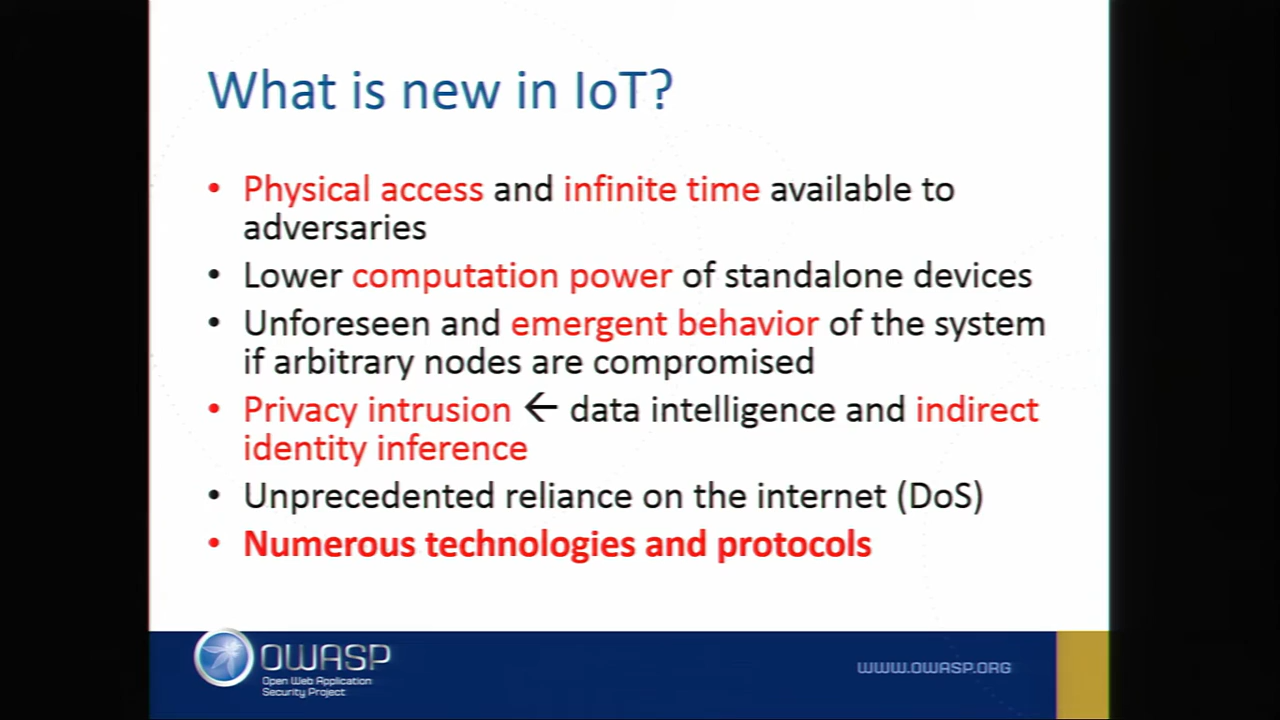 What is new in IoT?
• Physical access and infinite time available to
adversaries
• Lower computation power of standalone devices
• Unforeseen and emergent behavior of the system
if arbitrary nodes are compromised
• Privacy intrusion ← data intelligence and indirect
identity inference
• Unprecedented reliance on the internet (DoS)
• Numerous technologies and protocols
OWASP
Open Web Application
Security Project
WWW.OWASP.ORG